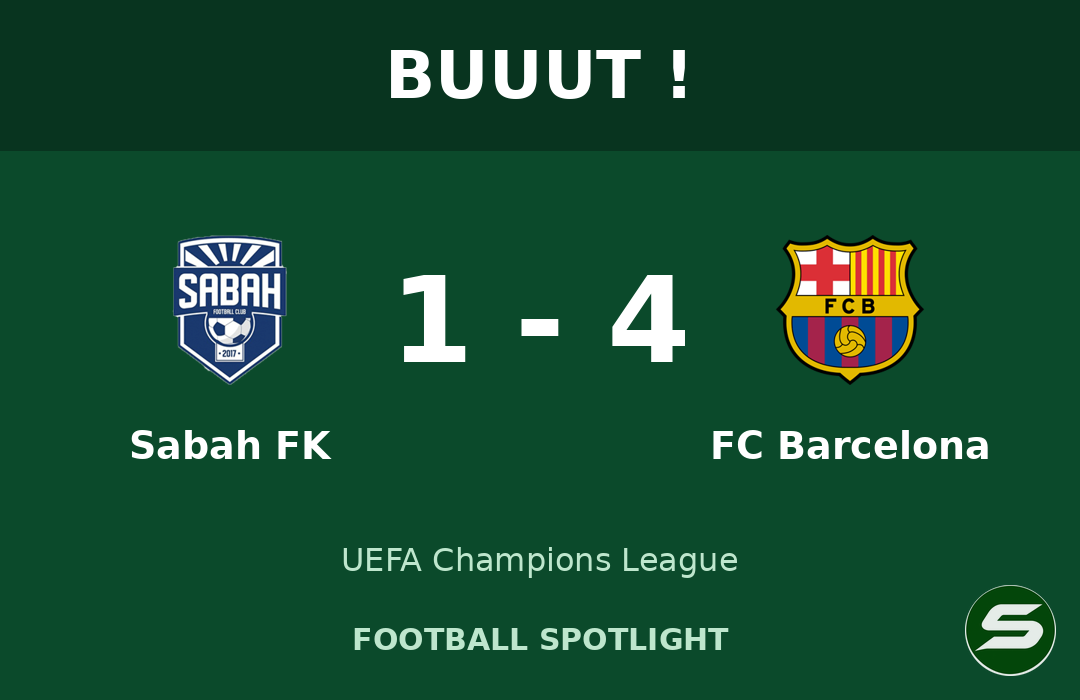 BUUUT !
SABAH
FOOTBALL CLUB
2017
1 - 4
FCB
Sabah FK
FC Barcelona
UEFA Champions League
FOOTBALL SPOTLIGHT
S